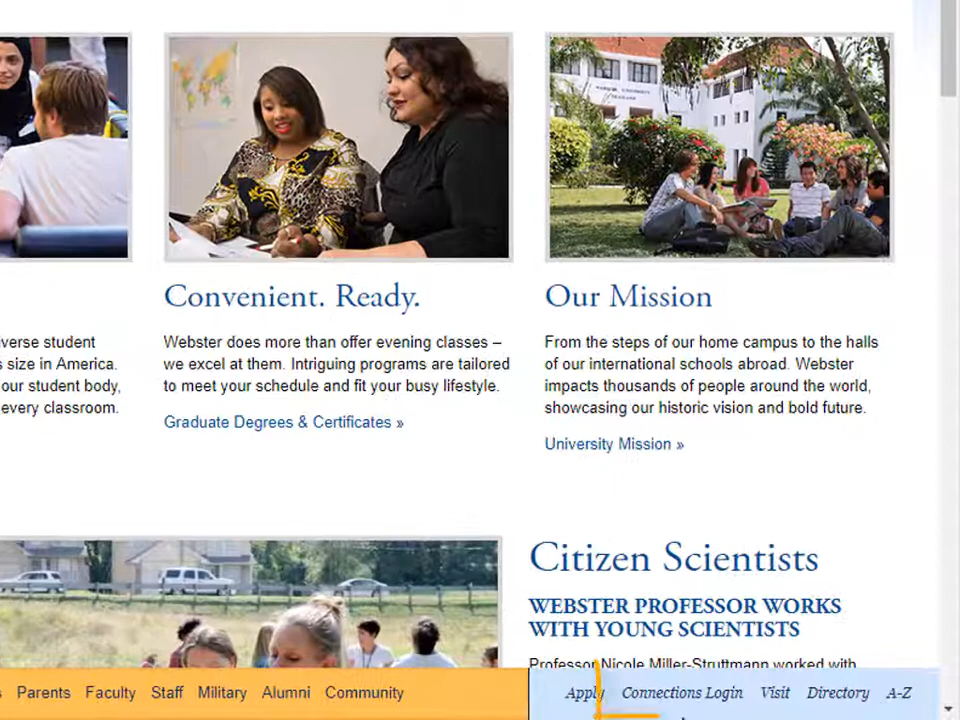 Convenient. Ready.
Our Mission
verse student
size in America.
our student body,
every classroom.
Webster does more than offer evening classes –
we excel at them. Intriguing programs are tailored
to meet your schedule and fit your busy lifestyle.
Graduate Degrees & Certificates »
From the steps of our home campus to the halls
of our international schools abroad. Webster
impacts thousands of people around the world,
showcasing our historic vision and bold future.
University Mission »
Citizen Scientists
WEBSTER PROFESSOR WORKS
WITH YOUNG SCIENTISTS
Professor Nicole Miller-Struttmann worked with
Parents Faculty Staff Military Alumni Community
Apply Connections Login Visit Directory A-Z